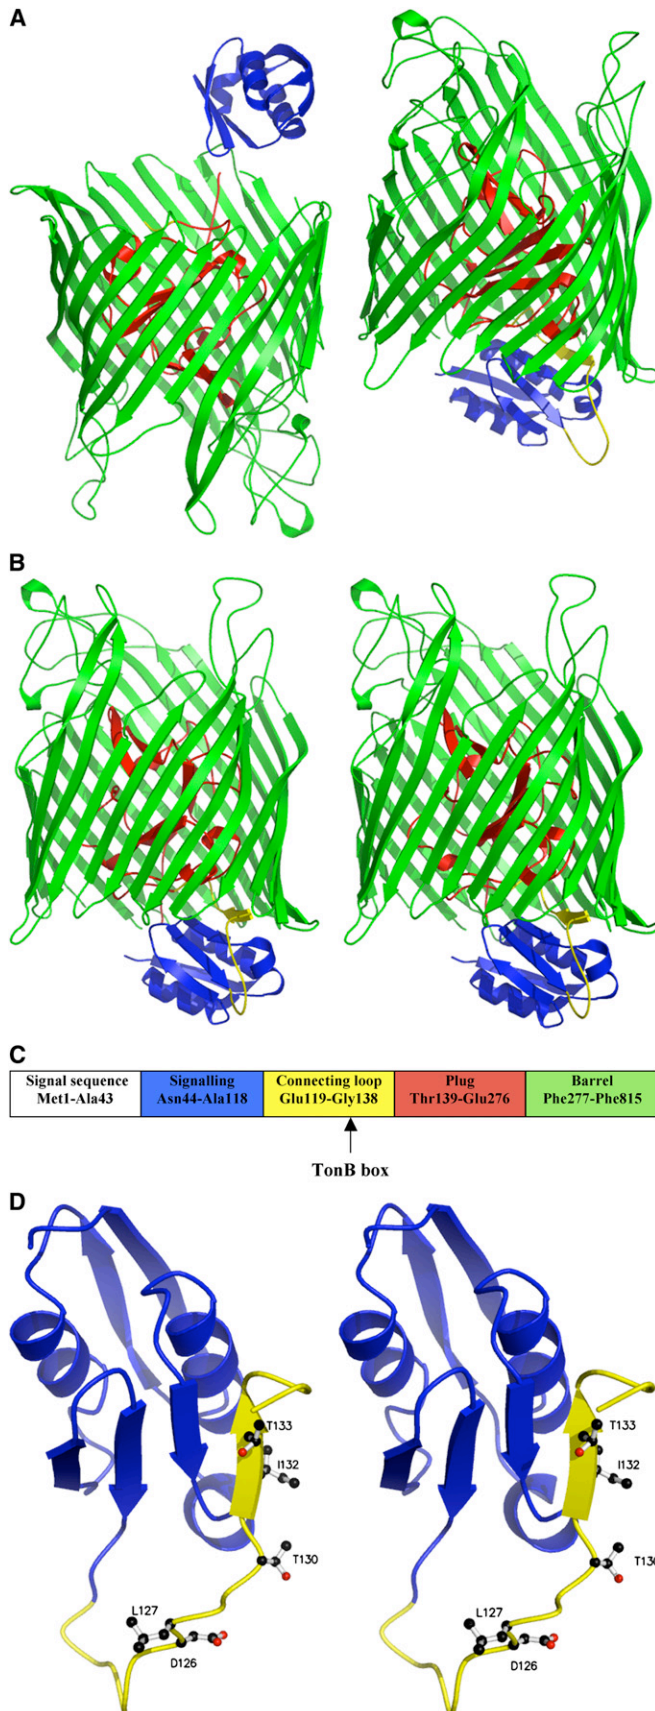 A
B
C
Signal sequence
Met1-Ala43
Signalling
Asn44-Ala118
Connecting loop
Glu119-Gly138
Plug
Thr139-Glu276
Barrel
Phe277-Phe815
TonB box
D
T133
I132
T130
L127
D126
T133
I132
T130
L127
D126